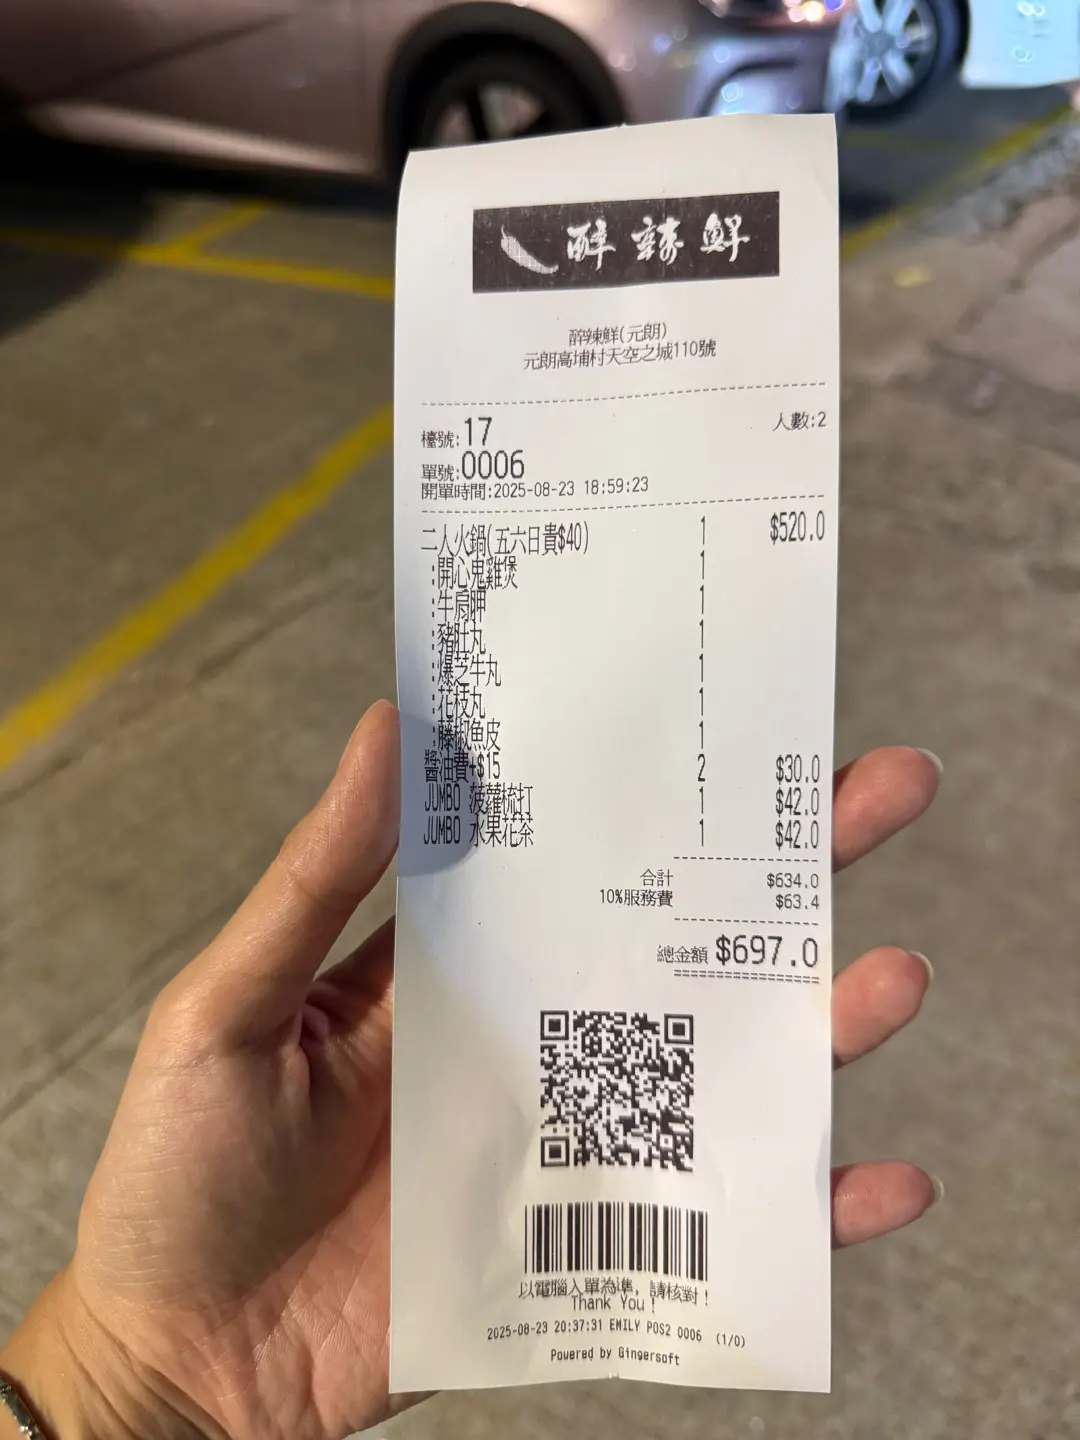 醉辣鮮
醉辣鮮(元朗)
元朗高埔村天空之城110號
檯號:17 人數:2
單號:0006
開單時間:2025-08-23 18:59:23
二人火鍋(五六日貴$40) 1 $520.0
:開心鬼雞煲 1
:牛肩胛 1
:豬肚丸 1
:爆芝牛丸 1
:花枝丸 1
:藤椒魚皮 1
醬油費+$15 2 $30.0
JUMBO 菠蘿梳打 1 $42.0
JUMBO 水果花茶 1 $42.0
合計 $634.0
10%服務費 $63.4
總金額 $697.0
以電腦入單為準, 請核對!
Thank You !
2025-08-23 20:37:31 EMILY POS2 0006 (1/0)
Powered by Gingersoft